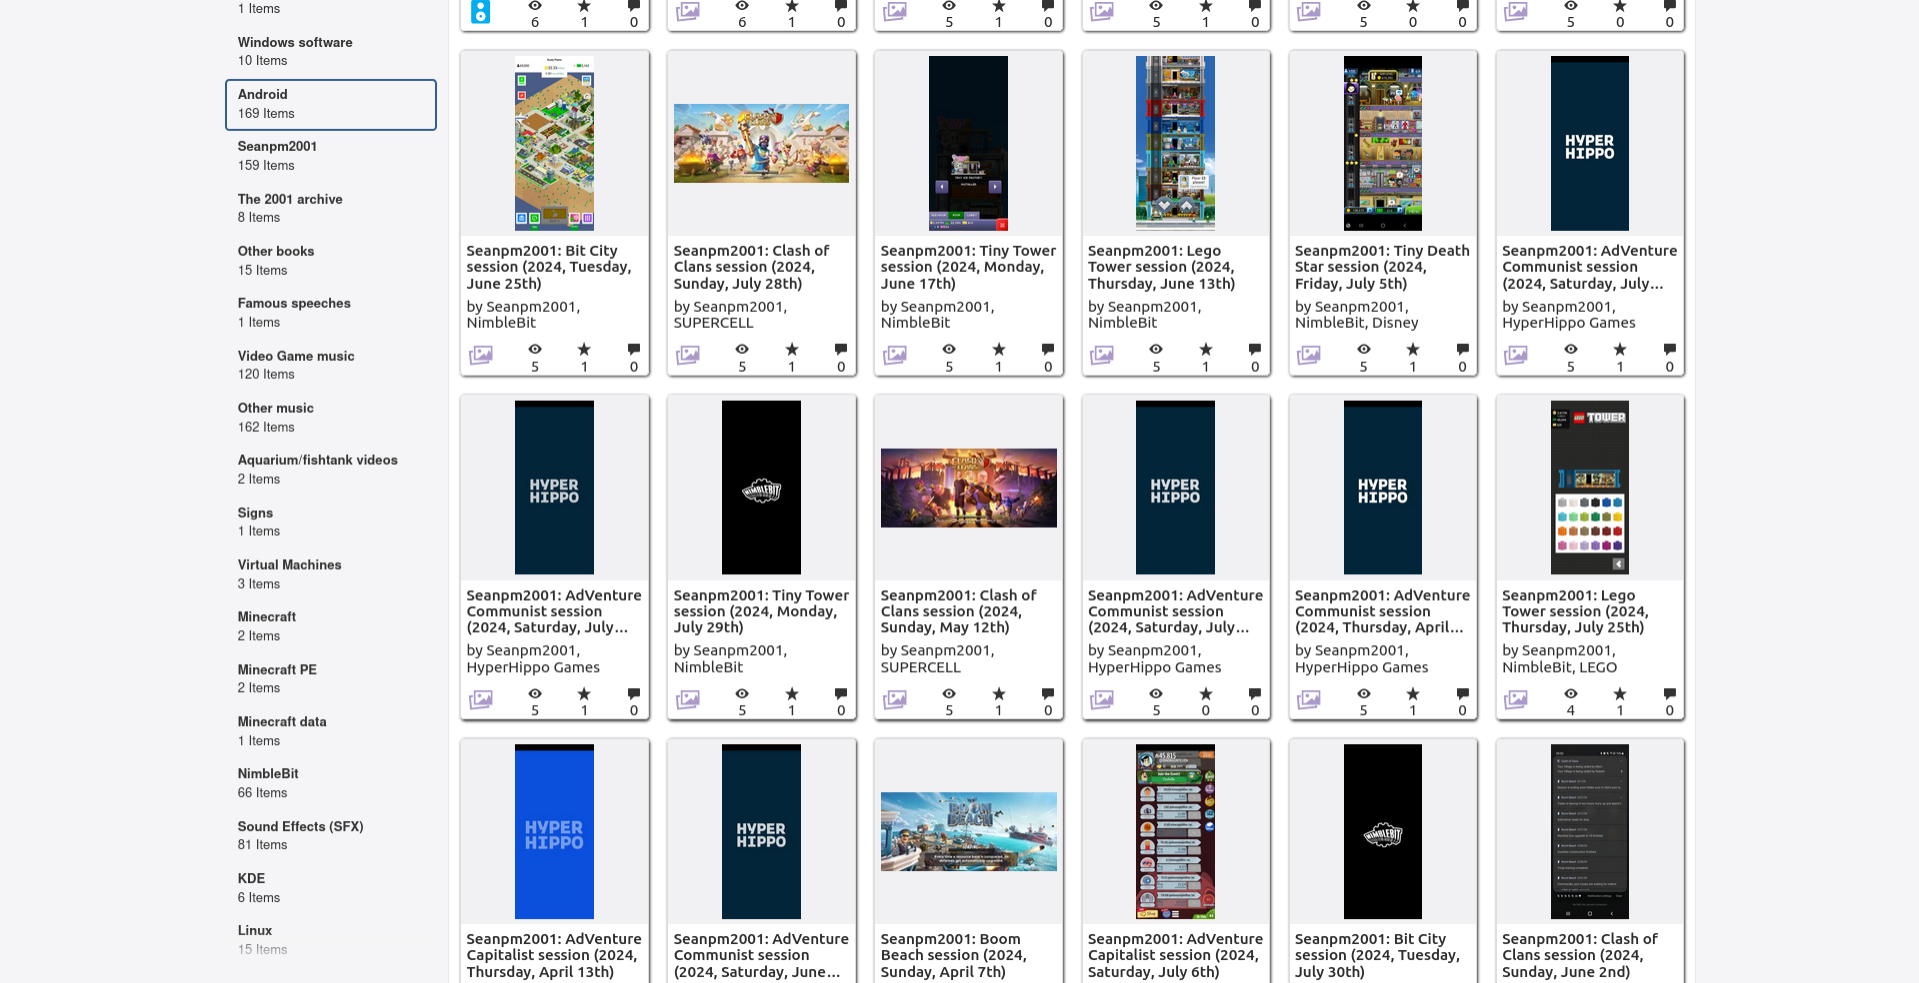 1 Items
Windows software
10 Items
Android
169 Items
Seanpm2001
159 Items
The 2001 archive
8 Items
Other books
15 Items
Famous speeches
1 Items
Video Game music
120 Items
Other music
162 Items
Aquarium/fishtank videos
2 Items
Signs
1 Items
Virtual Machines
3 Items
Minecraft
2 Items
Minecraft PE
2 Items
Minecraft data
1 Items
NimbleBit
66 Items
Sound Effects (SFX)
81 Items
KDE
6 Items
Linux
15 Items
6 1 0
6 1 0
5 1 0
5 1 0
5 0 0
5 0 0
Seanpm2001: Bit City
session (2024, Tuesday,
June 25th)
by Seanpm2001,
NimbleBit
5 1 0
Seanpm2001: Clash of
Clans session (2024,
Sunday, July 28th)
by Seanpm2001,
SUPERCELL
5 1 0
Seanpm2001: Tiny Tower
session (2024, Monday,
June 17th)
by Seanpm2001,
NimbleBit
5 1 0
Seanpm2001: Lego
Tower session (2024,
Thursday, June 13th)
by Seanpm2001,
NimbleBit
5 1 0
Seanpm2001: Tiny Death
Star session (2024,
Friday, July 5th)
by Seanpm2001,
NimbleBit, Disney
5 1 0
HYPER
HIPPO
Seanpm2001: AdVenture
Communist session
(2024, Saturday, July...
by Seanpm2001,
HyperHippo Games
5 1 0
HYPER
HIPPO
Seanpm2001: AdVenture
Communist session
(2024, Saturday, July...
by Seanpm2001,
HyperHippo Games
5 1 0
NIMBLEBIT
Seanpm2001: Tiny Tower
session (2024, Monday,
July 29th)
by Seanpm2001,
NimbleBit
5 1 0
Seanpm2001: Clash of
Clans session (2024,
Sunday, May 12th)
by Seanpm2001,
SUPERCELL
5 1 0
HYPER
HIPPO
Seanpm2001: AdVenture
Communist session
(2024, Saturday, July...
by Seanpm2001,
HyperHippo Games
5 0 0
HYPER
HIPPO
Seanpm2001: AdVenture
Communist session
(2024, Thursday, April...
by Seanpm2001,
HyperHippo Games
5 1 0
LEGO TOWER
Seanpm2001: Lego
Tower session (2024,
Thursday, July 25th)
by Seanpm2001,
NimbleBit, LEGO
4 1 0
HYPER
HIPPO
Seanpm2001: AdVenture
Capitalist session (2024,
Thursday, April 13th)
HYPER
HIPPO
Seanpm2001: AdVenture
Communist session
(2024, Saturday, June...
BOOM
BEACH
Seanpm2001: Boom
Beach session (2024,
Sunday, April 7th)
Seanpm2001: AdVenture
Capitalist session (2024,
Saturday, July 6th)
NIMBLEBIT
Seanpm2001: Bit City
session (2024, Tuesday,
July 30th)
Seanpm2001: Clash of
Clans session (2024,
Sunday, June 2nd)